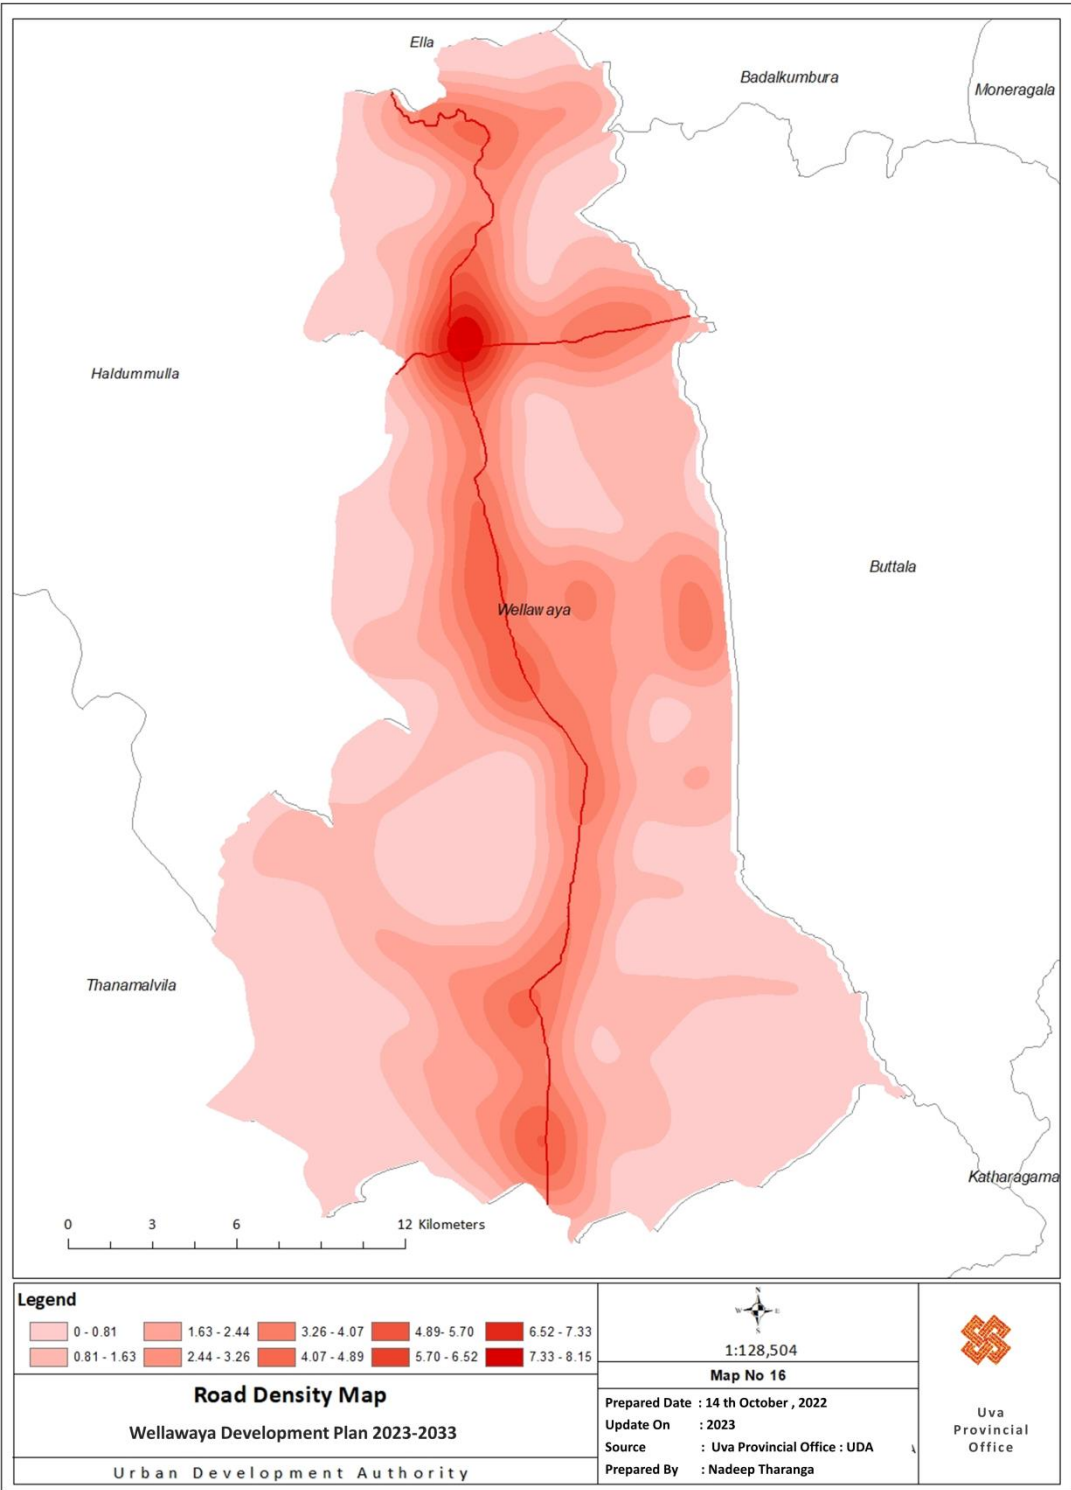 Ella
Badalkumbura
Moneragala
Haldummulla
Buttala
Wellawaya
Thanamalvila
Katharagama
0 3 6 12 Kilometers
Legend
0 - 0.81
0.81 - 1.63
1.63 - 2.44
2.44 - 3.26
3.26 - 4.07
4.07 - 4.89
4.89- 5.70
5.70 - 6.52
6.52 - 7.33
7.33 - 8.15
Road Density Map
Wellawaya Development Plan 2023-2033
Urban Development Authority
N
W E
S
1:128,504
Map No 16
Prepared Date : 14 th October , 2022
Update On : 2023
Source : Uva Provincial Office : UDA
Prepared By : Nadeep Tharanga
Uva
Provincial
Office